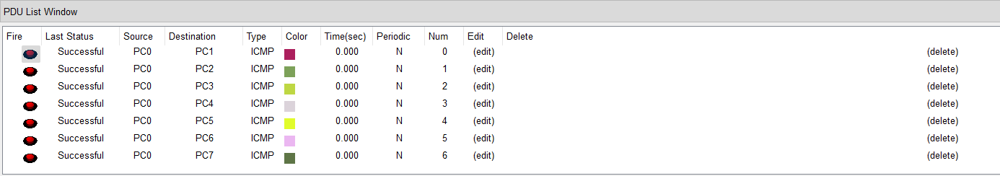 PDU List Window
Fire Last Status Source Destination Type Color Time(sec) Periodic Num Edit Delete
Successful PC0 PC1 ICMP 0.000 N 0 (edit) (delete)
Successful PC0 PC2 ICMP 0.000 N 1 (edit) (delete)
Successful PC0 PC3 ICMP 0.000 N 2 (edit) (delete)
Successful PC0 PC4 ICMP 0.000 N 3 (edit) (delete)
Successful PC0 PC5 ICMP 0.000 N 4 (edit) (delete)
Successful PC0 PC6 ICMP 0.000 N 5 (edit) (delete)
Successful PC0 PC7 ICMP 0.000 N 6 (edit) (delete)